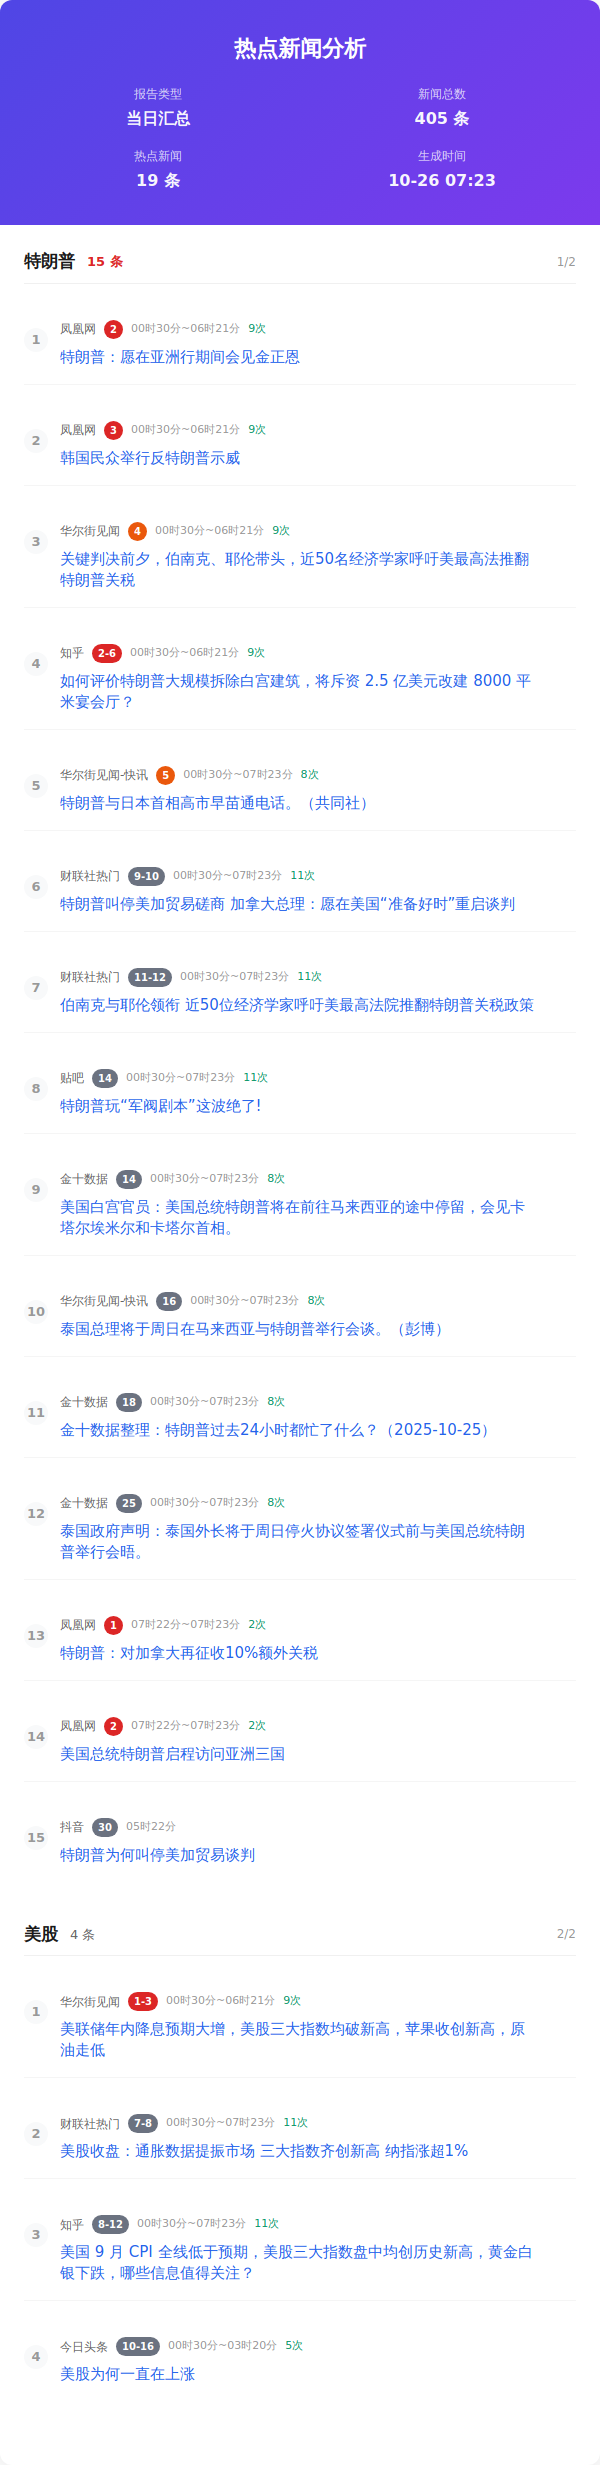 热点新闻分析
报告类型
当日汇总
新闻总数
405 条
热点新闻
19 条
生成时间
10-26 07:23
特朗普 15 条 1/2
1
凤凰网 2 00时30分~06时21分 9次
特朗普：愿在亚洲行期间会见金正恩
2
凤凰网 3 00时30分~06时21分 9次
韩国民众举行反特朗普示威
3
华尔街见闻 4 00时30分~06时21分 9次
关键判决前夕，伯南克、耶伦带头，近50名经济学家呼吁美最高法推翻
特朗普关税
4
知乎 2-6 00时30分~06时21分 9次
如何评价特朗普大规模拆除白宫建筑，将斥资 2.5 亿美元改建 8000 平
米宴会厅？
5
华尔街见闻-快讯 5 00时30分~07时23分 8次
特朗普与日本首相高市早苗通电话。（共同社）
6
财联社热门 9-10 00时30分~07时23分 11次
特朗普叫停美加贸易磋商 加拿大总理：愿在美国“准备好时”重启谈判
7
财联社热门 11-12 00时30分~07时23分 11次
伯南克与耶伦领衔 近50位经济学家呼吁美最高法院推翻特朗普关税政策
8
贴吧 14 00时30分~07时23分 11次
特朗普玩“军阀剧本”这波绝了!
9
金十数据 14 00时30分~07时23分 8次
美国白宫官员：美国总统特朗普将在前往马来西亚的途中停留，会见卡
塔尔埃米尔和卡塔尔首相。
10
华尔街见闻-快讯 16 00时30分~07时23分 8次
泰国总理将于周日在马来西亚与特朗普举行会谈。（彭博）
11
金十数据 18 00时30分~07时23分 8次
金十数据整理：特朗普过去24小时都忙了什么？（2025-10-25）
12
金十数据 25 00时30分~07时23分 8次
泰国政府声明：泰国外长将于周日停火协议签署仪式前与美国总统特朗
普举行会晤。
13
凤凰网 1 07时22分~07时23分 2次
特朗普：对加拿大再征收10%额外关税
14
凤凰网 2 07时22分~07时23分 2次
美国总统特朗普启程访问亚洲三国
15
抖音 30 05时22分
特朗普为何叫停美加贸易谈判
美股 4 条 2/2
1
华尔街见闻 1-3 00时30分~06时21分 9次
美联储年内降息预期大增，美股三大指数均破新高，苹果收创新高，原
油走低
2
财联社热门 7-8 00时30分~07时23分 11次
美股收盘：通胀数据提振市场 三大指数齐创新高 纳指涨超1%
3
知乎 8-12 00时30分~07时23分 11次
美国 9 月 CPI 全线低于预期，美股三大指数盘中均创历史新高，黄金白
银下跌，哪些信息值得关注？
4
今日头条 10-16 00时30分~03时20分 5次
美股为何一直在上涨